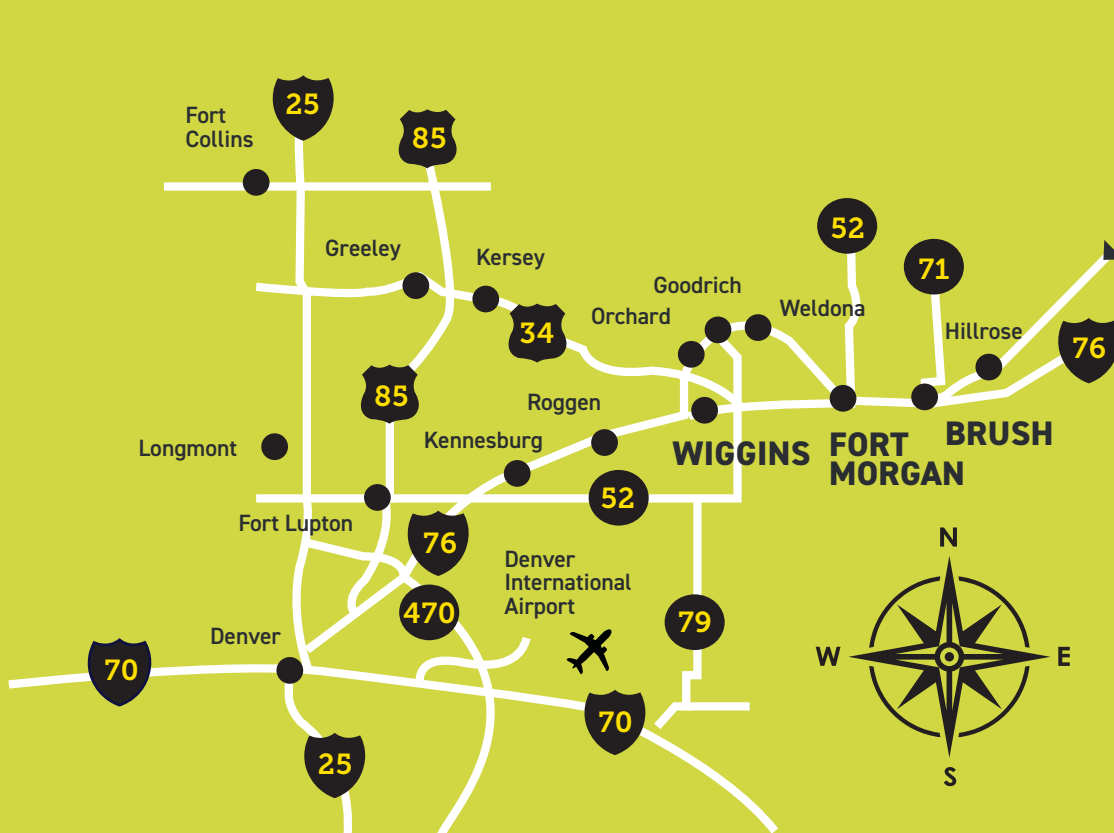 25
Fort
Collins
85
52
Greeley
Kersey
71
Goodrich
Orchard
Weldona
34
Hillrose
76
85
Roggen
Longmont
Kennesburg
WIGGINS
FORT
MORGAN
BRUSH
52
Fort Lupton
76
N
Denver
International
Airport
470
79
Denver
W
E
70
70
25
S